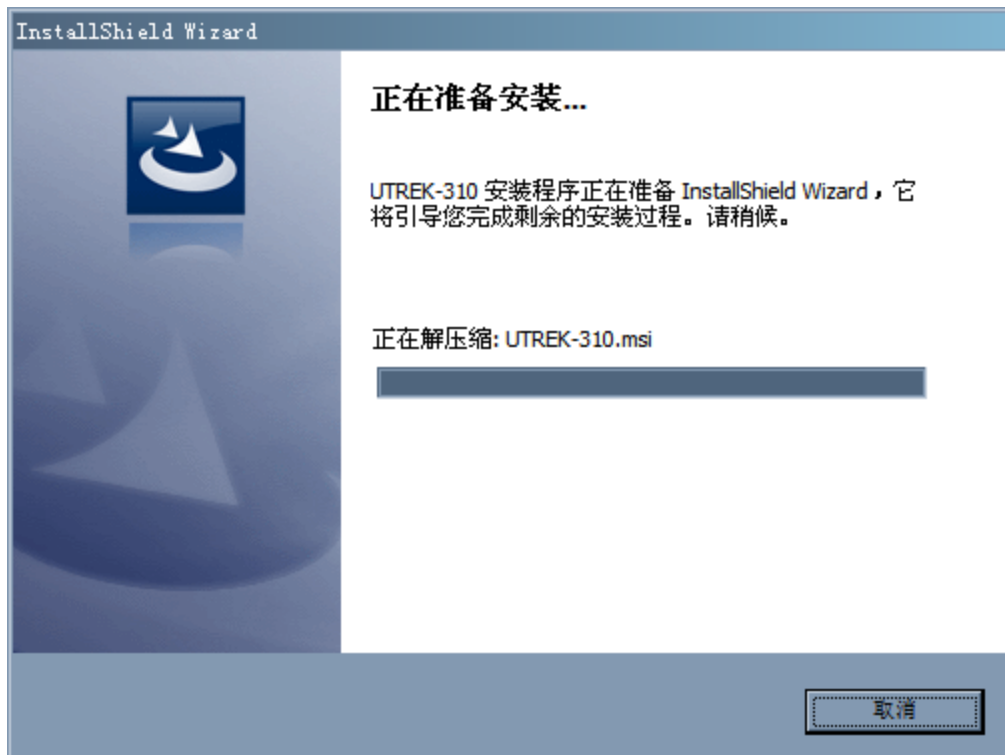 InstallShield Wizard
正在准备安装...
UTREK-310 安装程序正在准备 InstallShield Wizard，它
将引导您完成剩余的安装过程。请稍候。
正在解压缩: UTREK-310.msi
取消